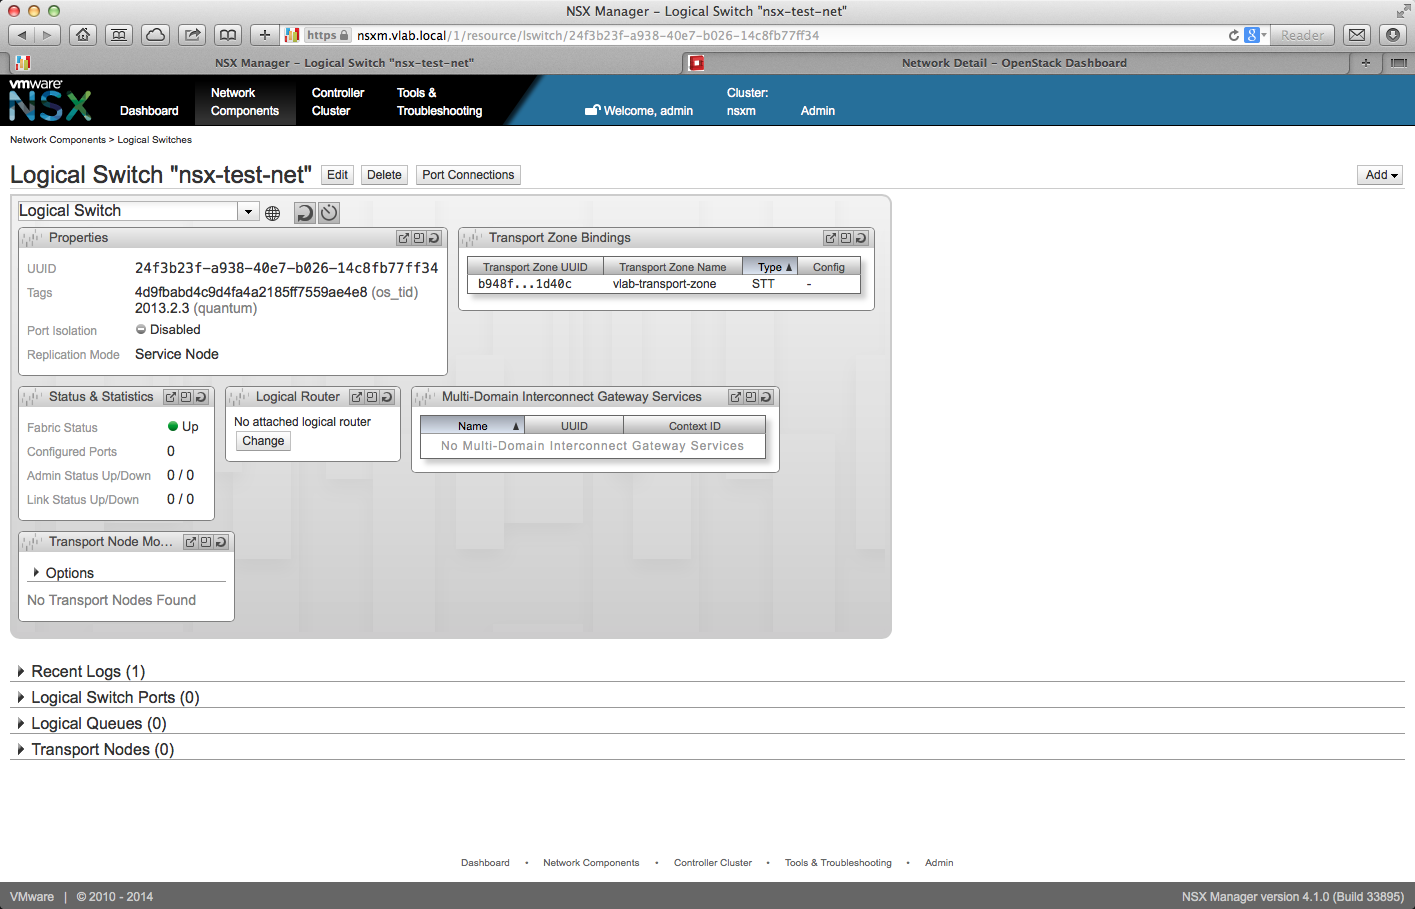 NSX Manager – Logical Switch "nsx-test-net"
https nsxm.vlab.local/1/resource/lswitch/24f3b23f-a938-40e7-b026-14c8fb77ff34
Reader
NSX Manager – Logical Switch "nsx-test-net"
Network Detail – OpenStack Dashboard
vmware
NSX
Dashboard
Network
Components
Controller
Cluster
Tools &
Troubleshooting
Welcome, admin
Cluster:
nsxm
Admin
Network Components > Logical Switches
Logical Switch "nsx-test-net"
Edit
Delete
Port Connections
Add
Logical Switch
Properties
UUID 24f3b23f-a938-40e7-b026-14c8fb77ff34
Tags 4d9fbabd4c9d4fa4a2185ff7559ae4e8 (os_tid)
2013.2.3 (quantum)
Port Isolation Disabled
Replication Mode Service Node
Transport Zone Bindings
Transport Zone UUID Transport Zone Name Type Config
b948f...1d40c vlab-transport-zone STT -
Status & Statistics
Fabric Status Up
Configured Ports 0
Admin Status Up/Down 0 / 0
Link Status Up/Down 0 / 0
Logical Router
No attached logical router
Change
Multi-Domain Interconnect Gateway Services
Name UUID Context ID
No Multi-Domain Interconnect Gateway Services
Transport Node Mo...
Options
No Transport Nodes Found
Recent Logs (1)
Logical Switch Ports (0)
Logical Queues (0)
Transport Nodes (0)
Dashboard • Network Components • Controller Cluster • Tools & Troubleshooting • Admin
VMware | © 2010 - 2014
NSX Manager version 4.1.0 (Build 33895)